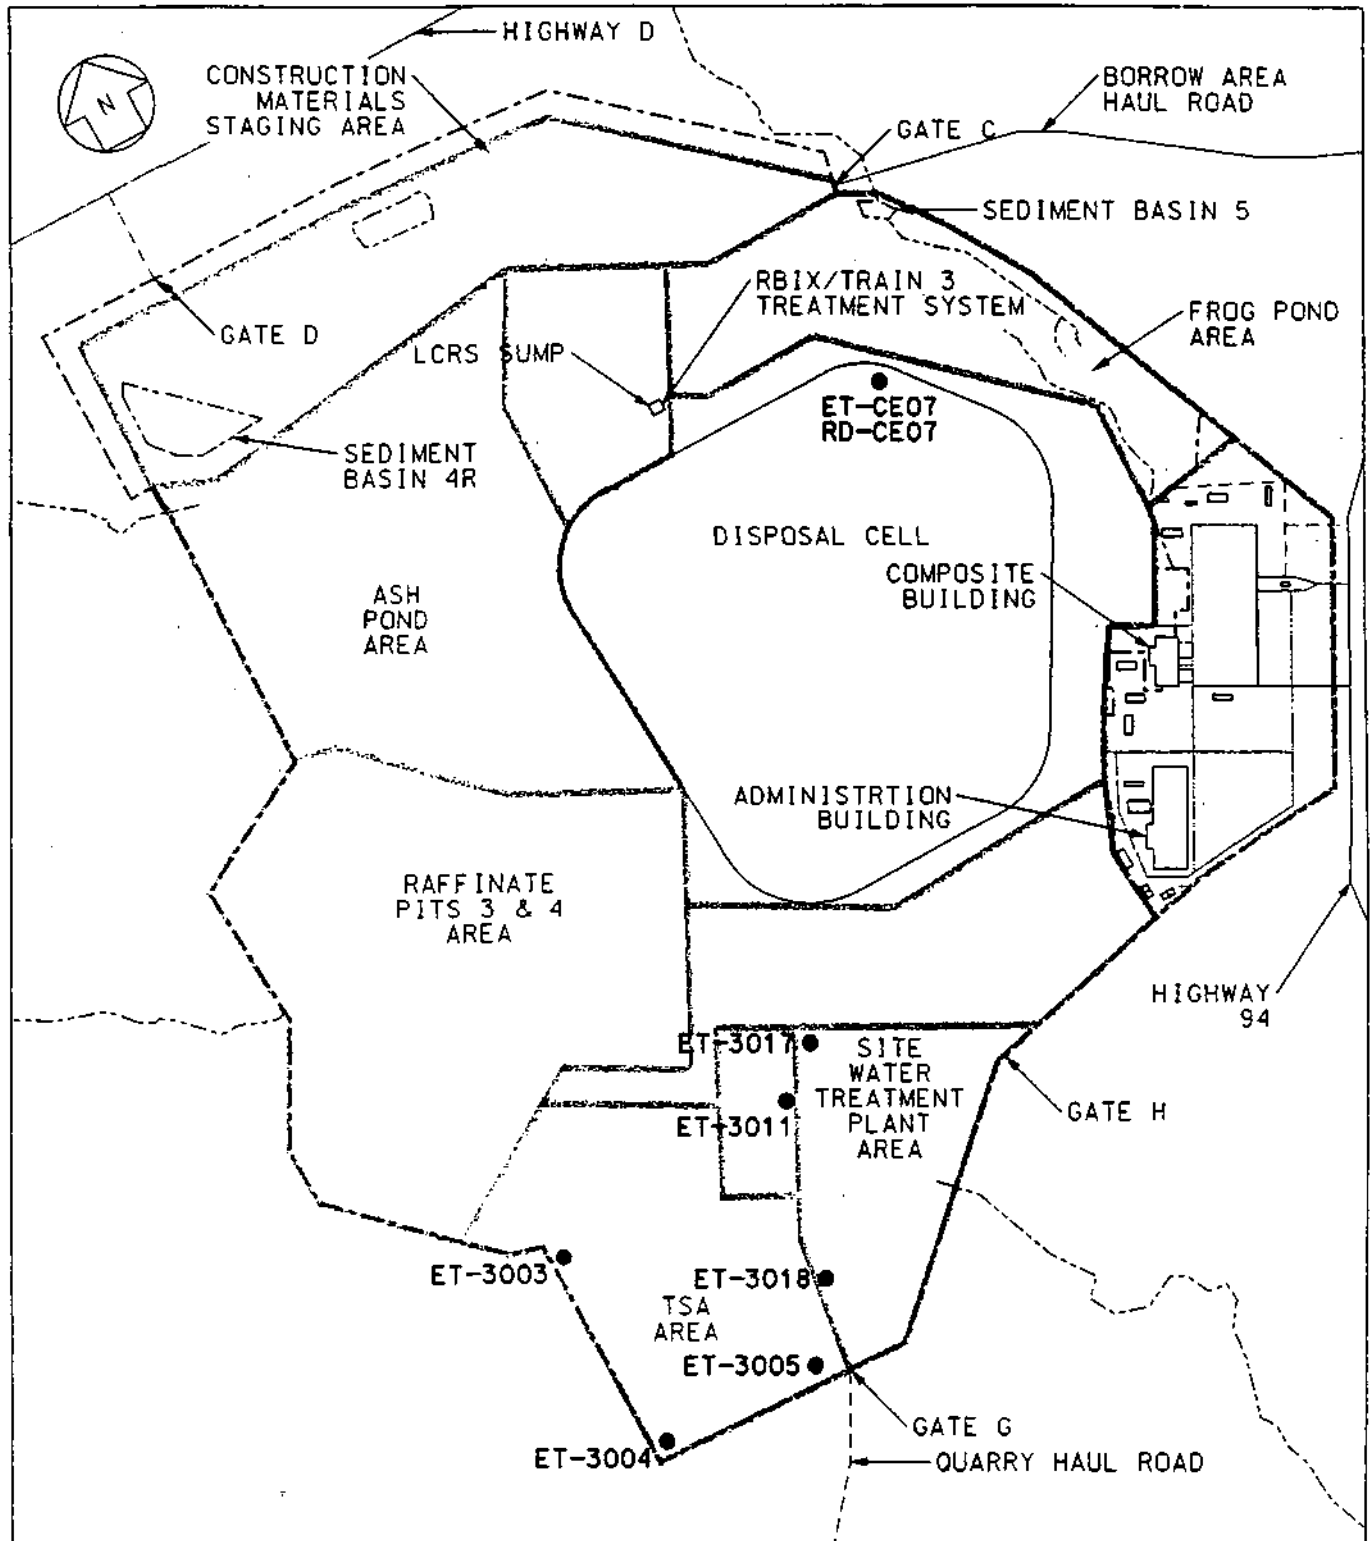 HIGHWAY D
CONSTRUCTION
MATERIALS
STAGING AREA
N
BORROW AREA
HAUL ROAD
GATE C
SEDIMENT BASIN 5
RBIX/TRAIN 3
TREATMENT SYSTEM
FROG POND
AREA
GATE D
LCRS SUMP
ET-CE07
RD-CE07
SEDIMENT
BASIN 4R
DISPOSAL CELL
COMPOSITE
BUILDING
ASH
POND
AREA
ADMINISTRTION
BUILDING
RAFFINATE
PITS 3 & 4
AREA
HIGHWAY
94
ET-3017
SITE
WATER
TREATMENT
PLANT
AREA
ET-3011
GATE H
ET-3003
ET-3018
TSA
AREA
ET-3005
GATE G
ET-3004
QUARRY HAUL ROAD